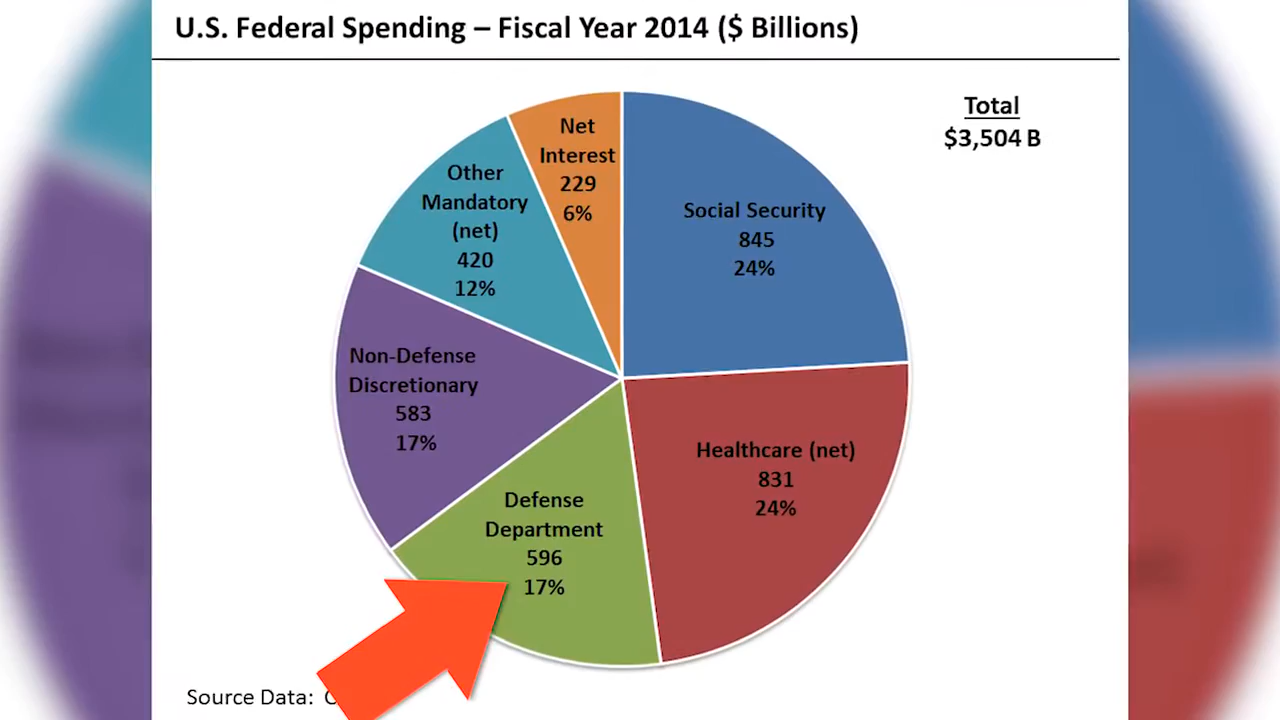 U.S. Federal Spending – Fiscal Year 2014 ($ Billions)
Total
$3,504 B
Net
Interest
229
6%
Other
Mandatory
(net)
420
12%
Social Security
845
24%
Non-Defense
Discretionary
583
17%
Healthcare (net)
831
24%
Defense
Department
596
17%
Source Data: